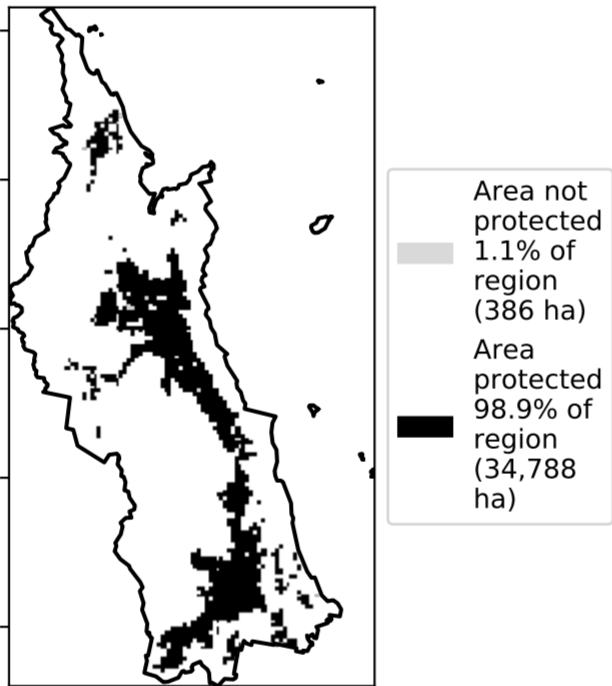 Area not
protected
1.1% of
region
(386 ha)
Area
protected
98.9% of
region
(34,788
ha)